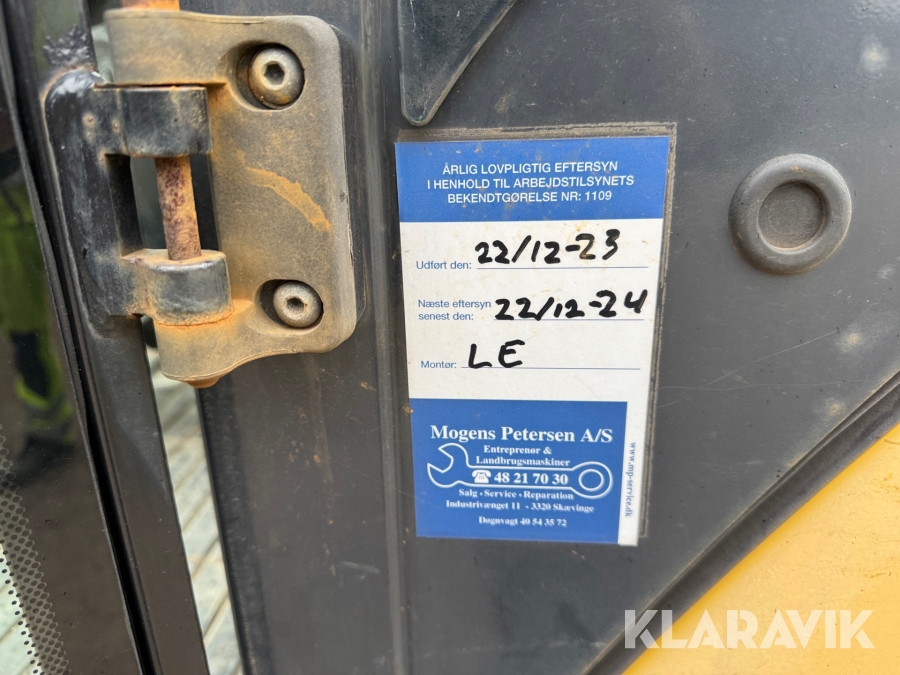 ÅRLIG LOVPLIGTIG EFTERSYN
I HENHOLD TIL ARBEJDSTILSYNETS
BEKENDTGØRELSE NR: 1109
Udført den: 22/12-23
Næste eftersyn
senest den: 22/12-24
Montør: LE
Mogens Petersen A/S
Entreprenør &
Landbrugsmaskiner
☎ 48 21 70 30
Salg • Service • Reparation
Industrivænget 11 - 3320 Skævinge
Døgnvagt 40 54 35 72
www.mp-service.dk
KLARAVIK